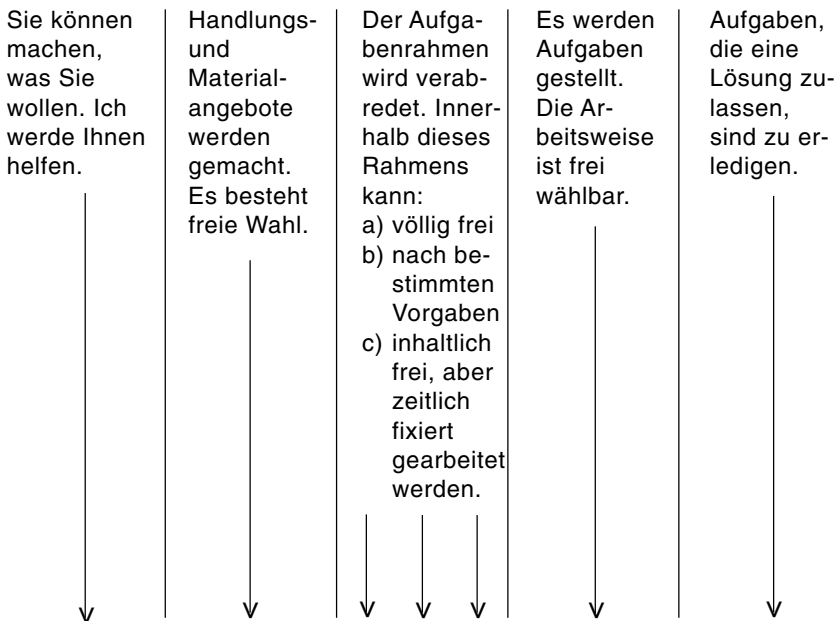 Sie können
machen,
was Sie
wollen. Ich
werde Ihnen
helfen.
Handlungs-
und
Material-
angebote
werden
gemacht.
Es besteht
freie Wahl.
Der Aufga-
benrahmen
wird verab-
redet. Inner-
halb dieses
Rahmens
kann:
a) völlig frei
b) nach be-
stimmten
Vorgaben
c) inhaltlich
frei, aber
zeitlich
fixiert
gearbeitet
werden.
Es werden
Aufgaben
gestellt.
Die Ar-
beitsweise
ist frei
wählbar.
Aufgaben,
die eine
Lösung zu-
lassen,
sind zu er-
ledigen.